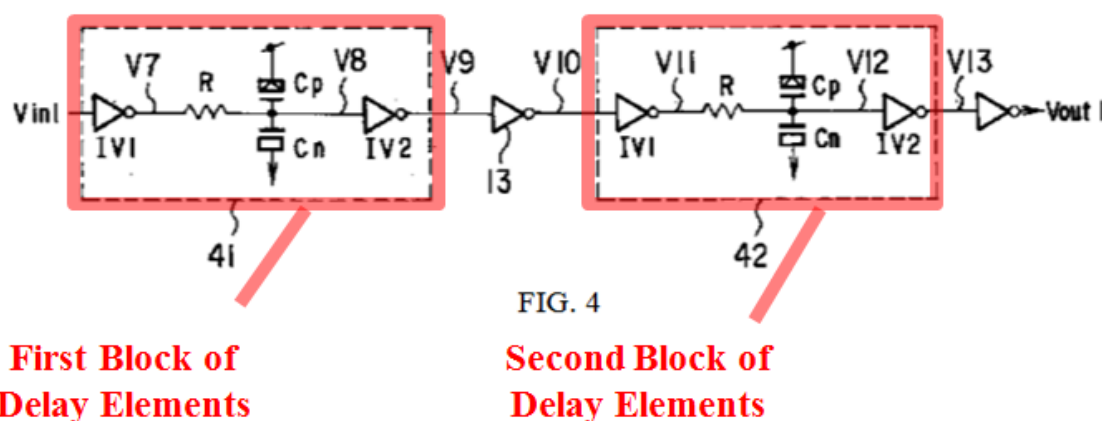 V7 V8 V9 V10 V11 V12 V13
R Cp R Cp
Vin1 Vout
IV1 Cn IV2 IV1 Cn IV2
13
41 42
FIG. 4
First Block of Second Block of
Delay Elements Delay Elements